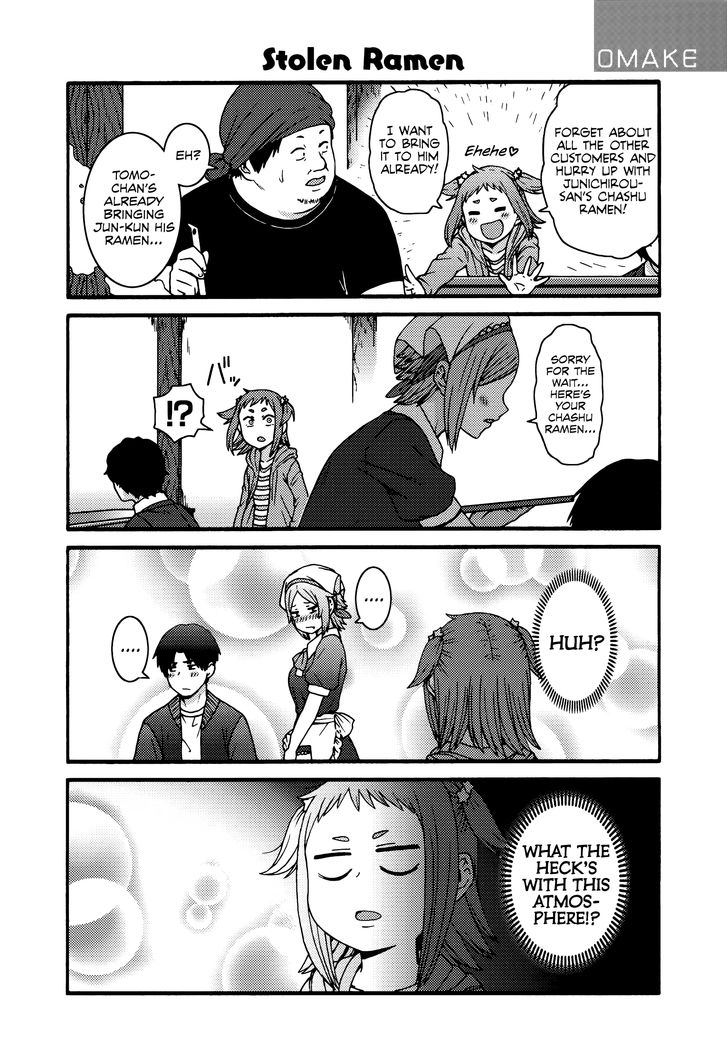 OMAKE
Stolen Ramen
FORGET ABOUT
ALL THE OTHER
CUSTOMERS AND
HURRY UP WITH
JUNICHIROU-
SAN'S CHASHU
RAMEN!
Ehehe♡
I WANT
TO BRING
IT TO HIM
ALREADY!
EH?
TOMO-
CHAN'S
ALREADY
BRINGING
JUN-KUN HIS
RAMEN...
SORRY
FOR THE
WAIT...
HERE'S
YOUR
CHASHU
RAMEN...
バッ
!?
HUH?
.....
.....
WHAT THE
HECK'S
WITH THIS
ATMOS-
PHERE!?